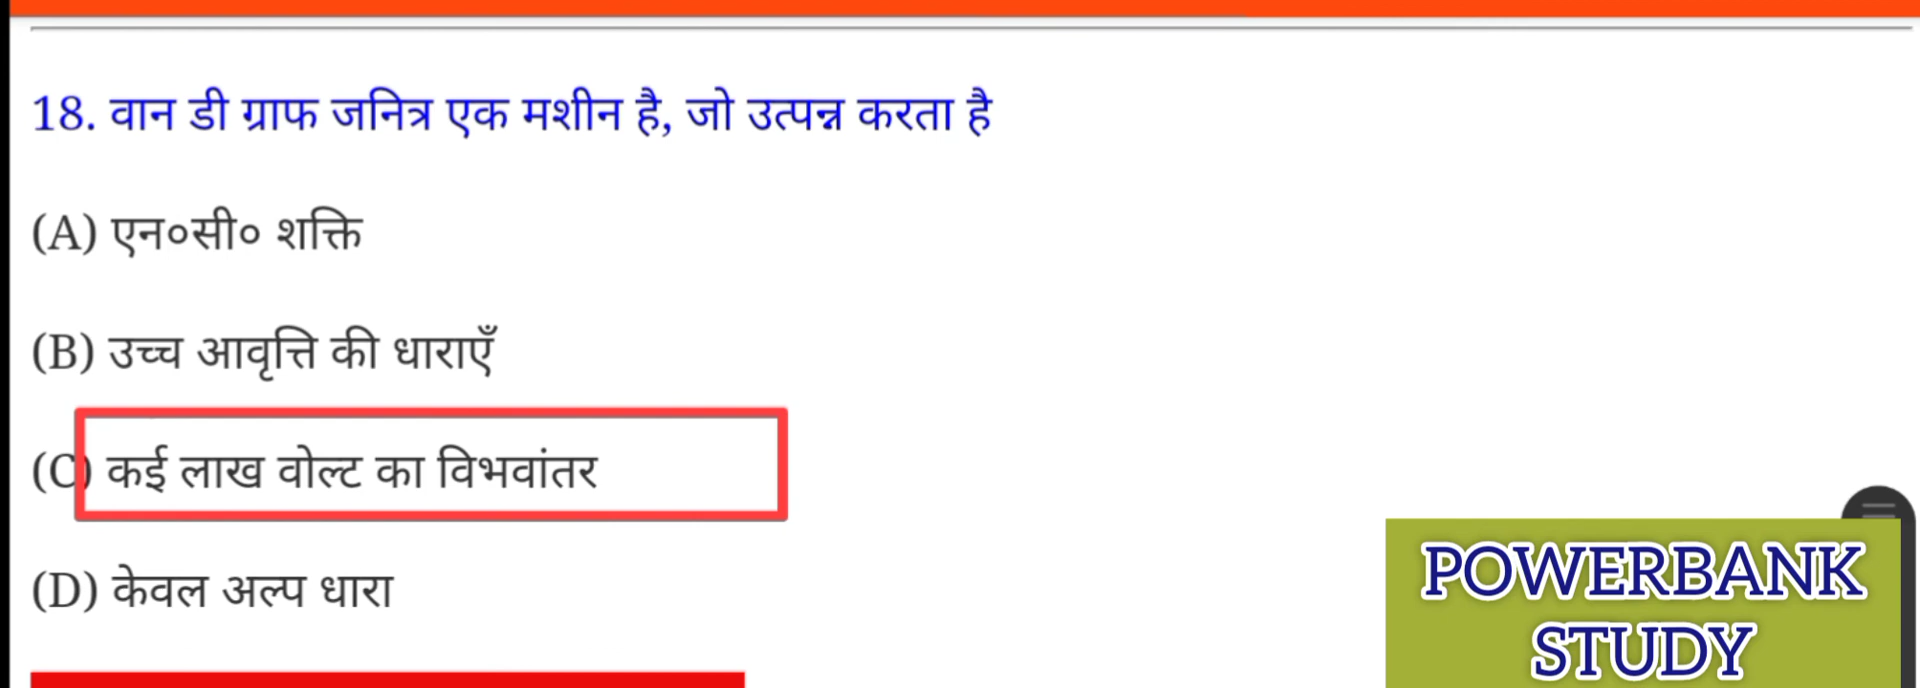 18. वान डी ग्राफ जनित्र एक मशीन है, जो उत्पन्न करता है
(A) एन०सी० शक्ति
(B) उच्च आवृत्ति की धाराएँ
(C) कई लाख वोल्ट का विभवांतर
(D) केवल अल्प धारा
POWERBANK
STUDY